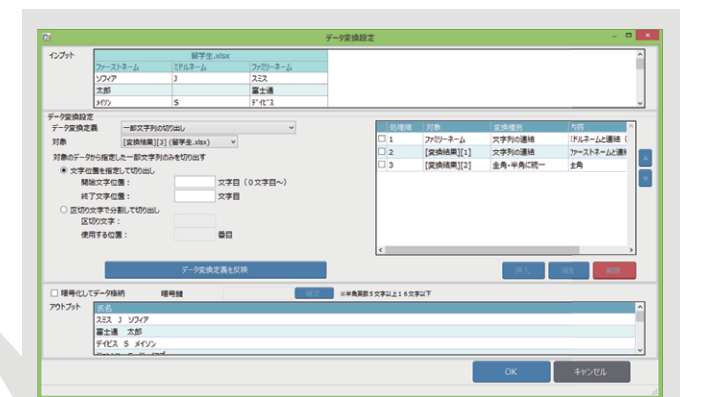 データ変換設定
インプット
留学生.xlsx
ファーストネーム ミドルネーム ファミリーネーム
ソフィア J スミス
太郎 富士通
メイソン S デイビス
データ変換設定
データ変換定義 一部文字列の切り出し
対象 [変換結果][3] (留学生.xlsx)
対象のデータから指定した一部文字列のみを切り出す
文字位置を指定して切り出し
開始文字位置： 文字目 (0文字目～)
終了文字位置： 文字目
区切り文字で分割して切り出し
区切り文字：
使用する位置： 番目
処理順 対象 変換種別 内容
1 ファミリーネーム 文字列の連結 ミドルネームと連結 (
2 [変換結果][1] 文字列の連結 ファーストネームと連結
3 [変換結果][2] 全角・半角に統一 全角
データ変換定義を反映
挿入
削除
暗号化してデータ格納 暗号鍵 ※半角英数5文字以上16文字以下
アウトプット
氏名
スミス J ソフィア
富士通 太郎
デイビス S メイソン
OK キャンセル